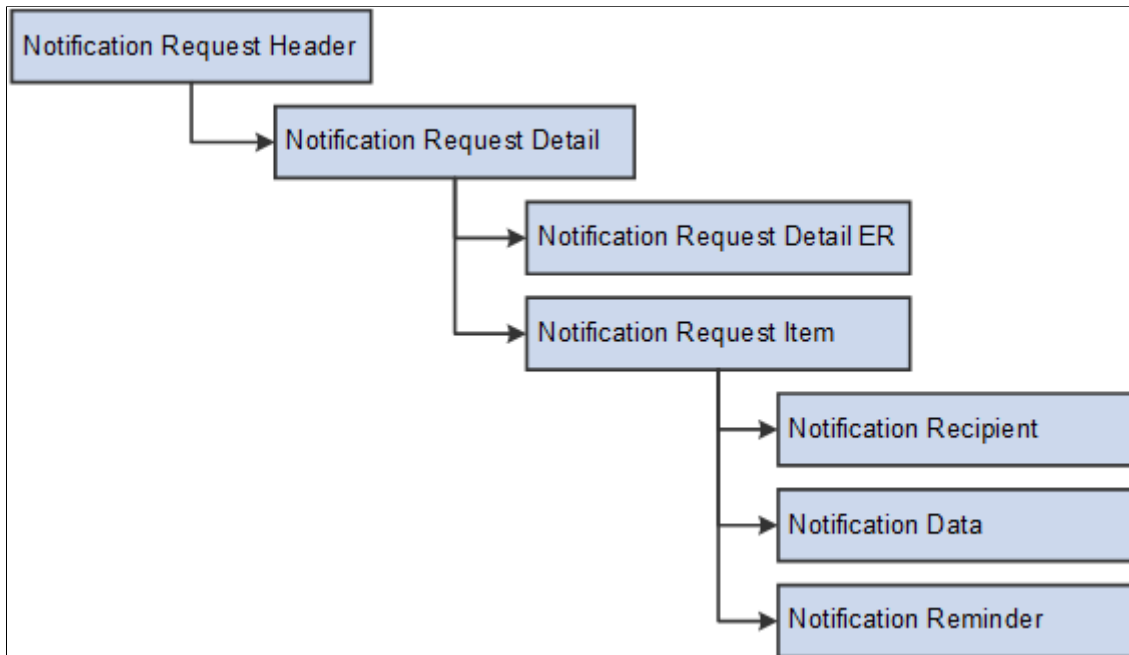 Notification Request Header
Notification Request Detail
Notification Request Detail ER
Notification Request Item
Notification Recipient
Notification Data
Notification Reminder